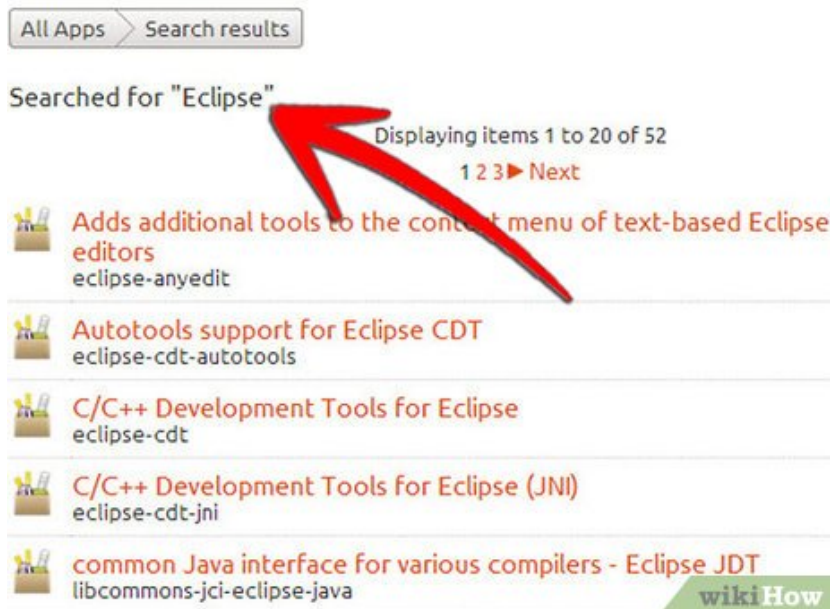 All Apps Search results
Searched for "Eclipse"
Displaying items 1 to 20 of 52
1 2 3 Next
Adds additional tools to the context menu of text-based Eclipse
editors
eclipse-anyedit
Autotools support for Eclipse CDT
eclipse-cdt-autotools
C/C++ Development Tools for Eclipse
eclipse-cdt
C/C++ Development Tools for Eclipse (JNI)
eclipse-cdt-jni
common Java interface for various compilers - Eclipse JDT
libcommons-jci-eclipse-java
wikiHow